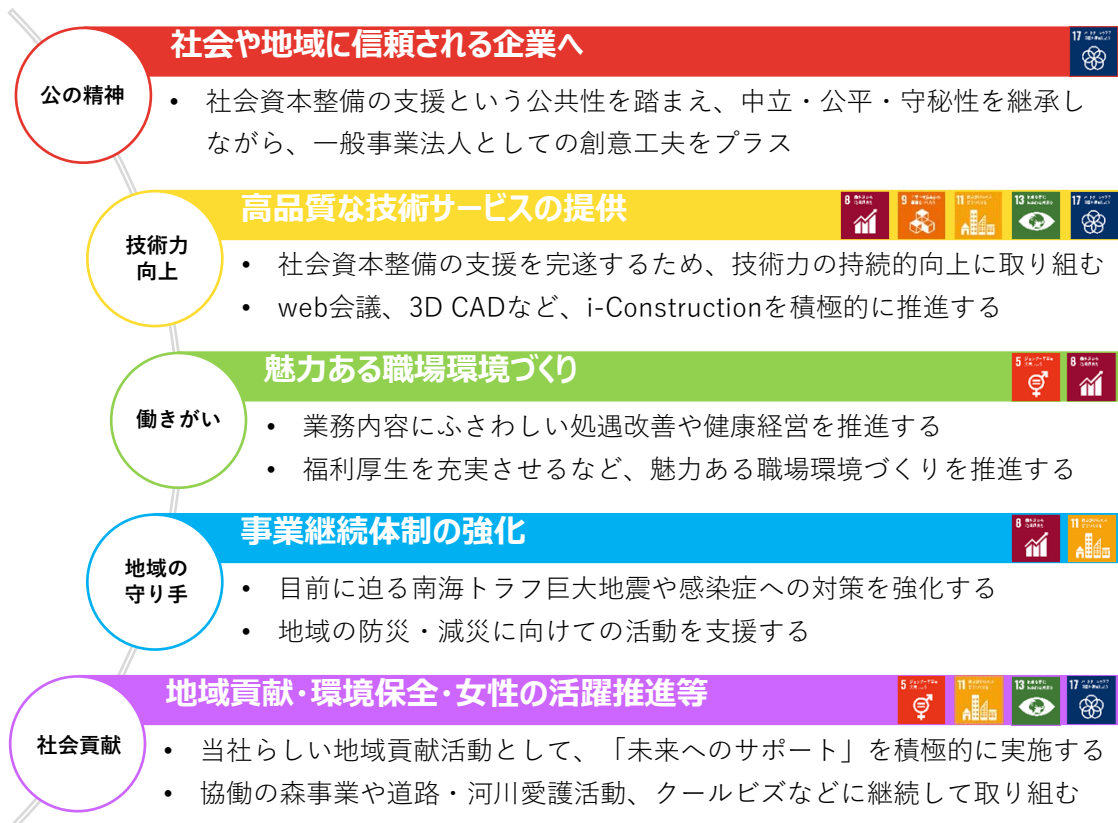 社会や地域に信頼される企業へ
17
公の精神
• 社会資本整備の支援という公共性を踏まえ、中立・公平・守秘性を継承し
ながら、一般事業法人としての創意工夫をプラス
高品質な技術サービスの提供
8 9 11 13 17
技術力
向上
• 社会資本整備の支援を完遂するため、技術力の持続的向上に取り組む
• web会議、3D CADなど、i-Constructionを積極的に推進する
魅力ある職場環境づくり
5 8
働きがい
• 業務内容にふさわしい処遇改善や健康経営を推進する
• 福利厚生を充実させるなど、魅力ある職場環境づくりを推進する
事業継続体制の強化
8 11
地域の
守り手
• 目前に迫る南海トラフ巨大地震や感染症への対策を強化する
• 地域の防災・減災に向けての活動を支援する
地域貢献・環境保全・女性の活躍推進等
5 11 13 17
社会貢献
• 当社らしい地域貢献活動として、「未来へのサポート」を積極的に実施する
• 協働の森事業や道路・河川愛護活動、クールビズなどに継続して取り組む